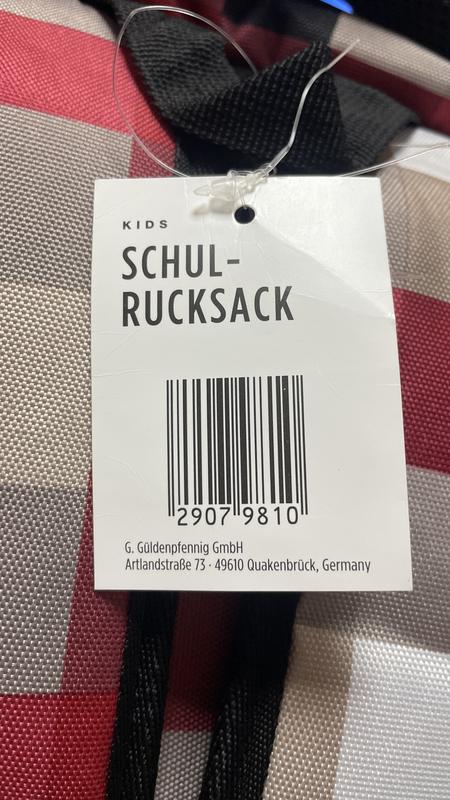 KIDS
SCHUL-
RUCKSACK
2907 9810
G. Güldenpfennig GmbH
Artlandstraße 73 · 49610 Quakenbrück, Germany